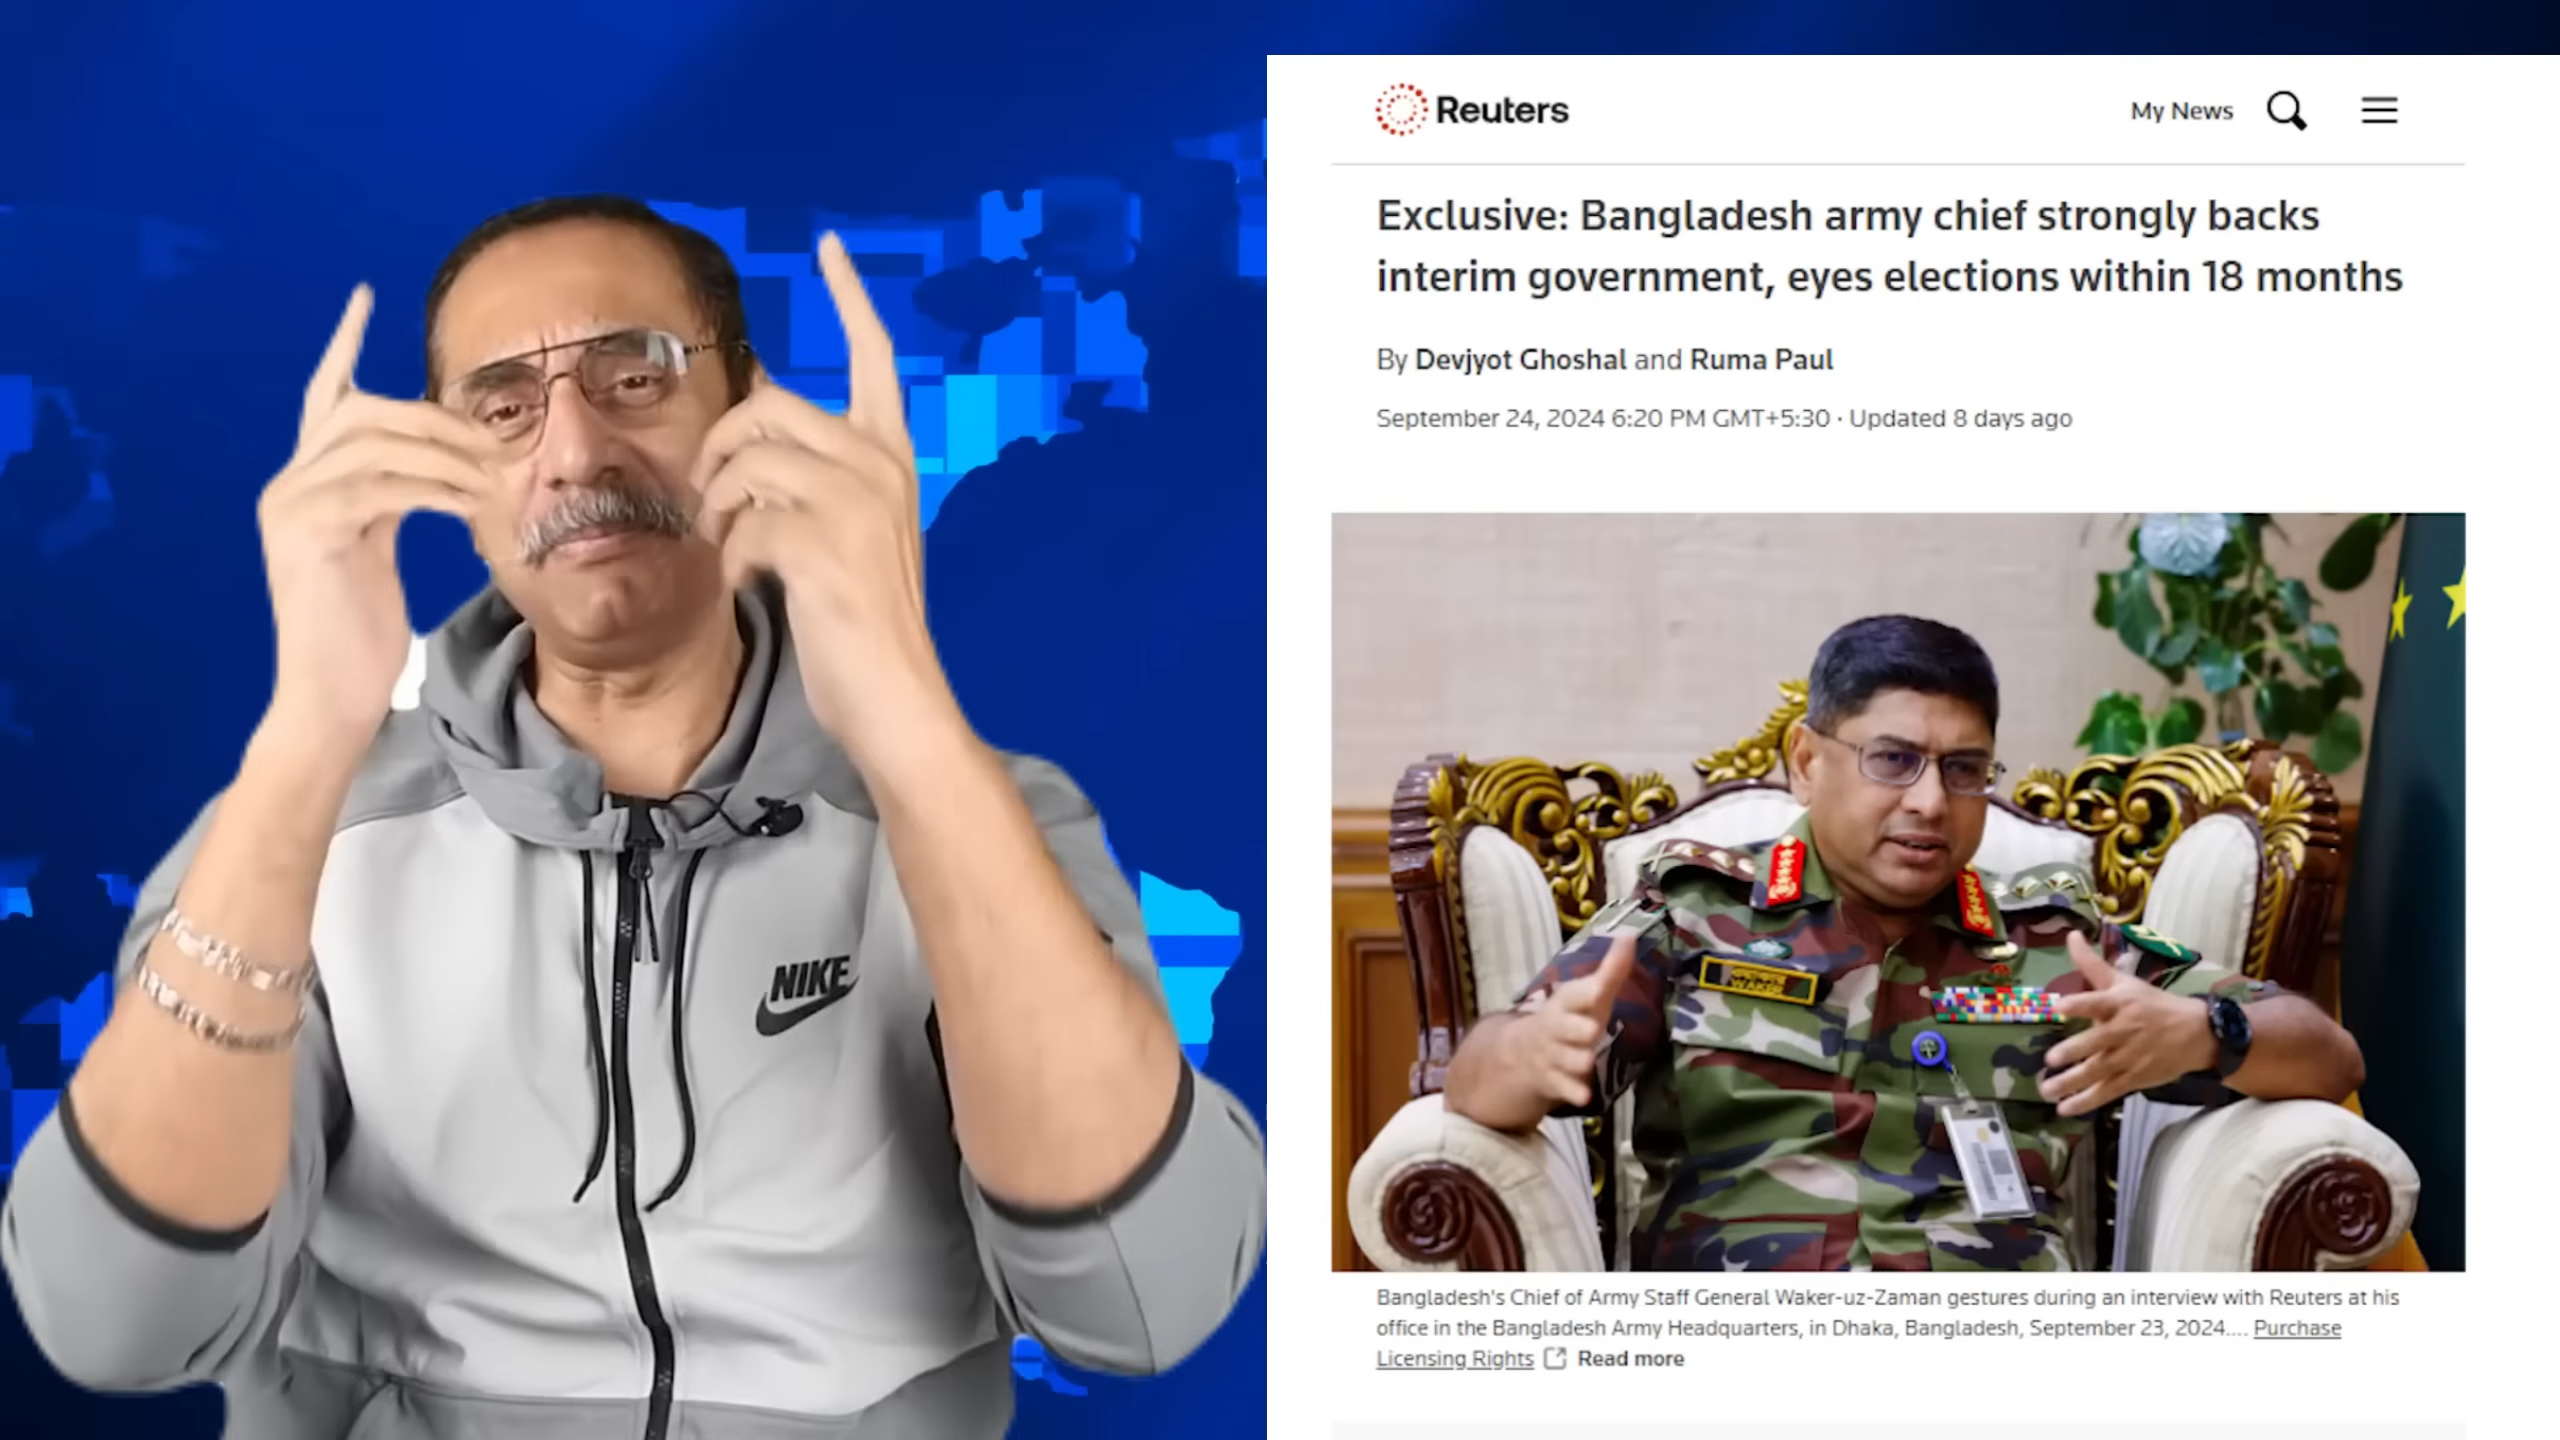 Reuters
My News
Exclusive: Bangladesh army chief strongly backs
interim government, eyes elections within 18 months
By Devjyot Ghoshal and Ruma Paul
September 24, 2024 6:20 PM GMT+5:30 · Updated 8 days ago
NIKE
WAKER
Bangladesh's Chief of Army Staff General Waker-uz-Zaman gestures during an interview with Reuters at his
office in the Bangladesh Army Headquarters, in Dhaka, Bangladesh, September 23, 2024.... Purchase
Licensing Rights Read more